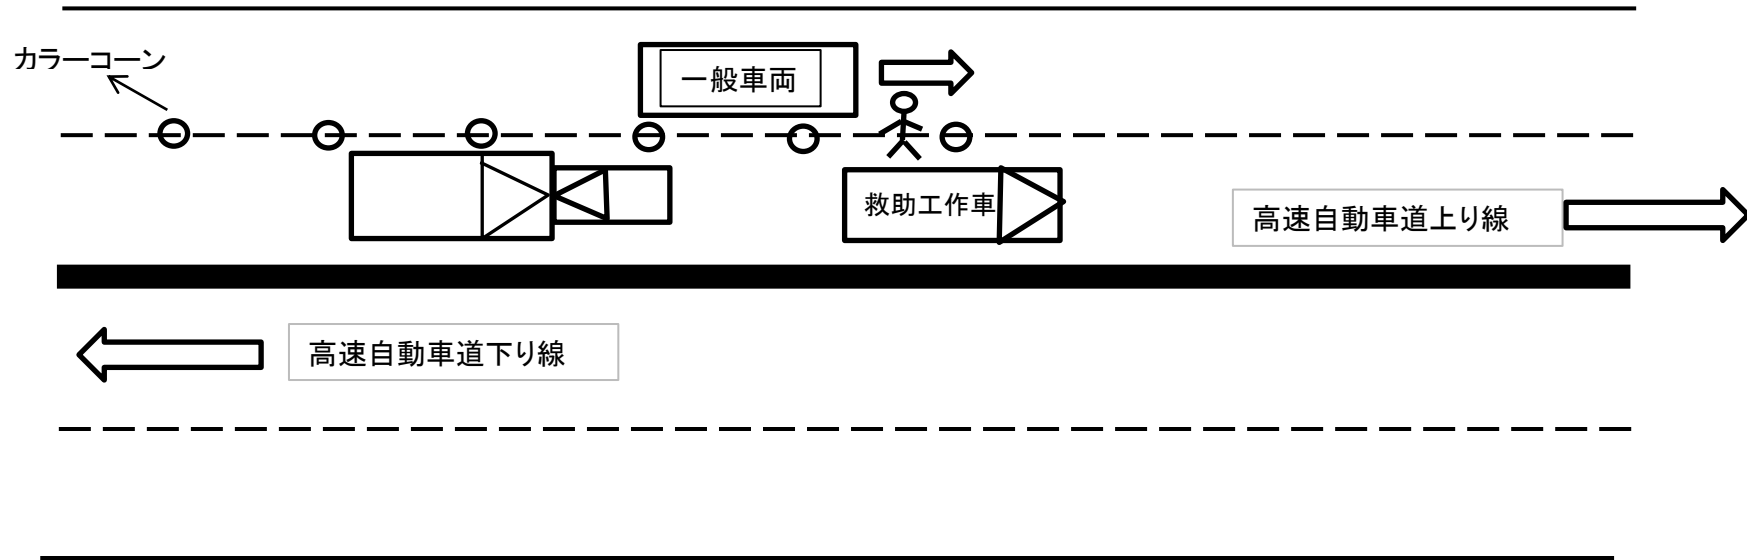 カラーコーン
一般車両
救助工作車
高速自動車道上り線
高速自動車道下り線